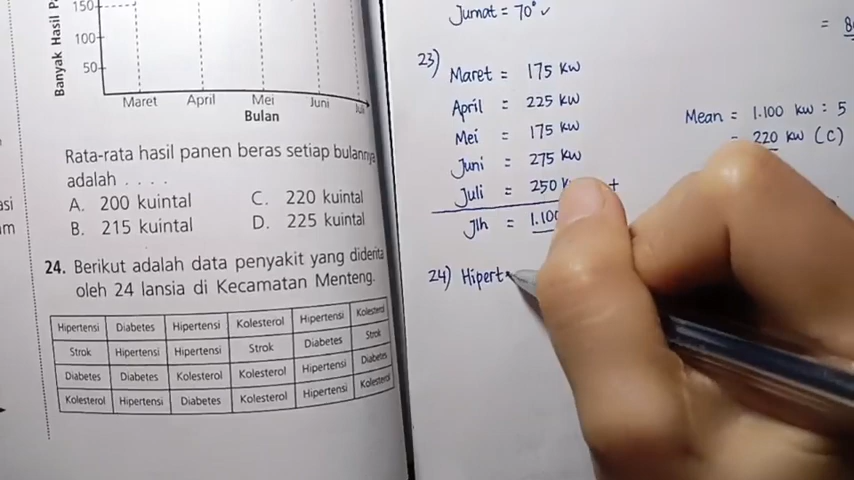 150
100
50
Banyak Hasil
Maret April Mei Juni Juli
Bulan
Rata-rata hasil panen beras setiap bulannya
adalah . . . .
A. 200 kuintal C. 220 kuintal
B. 215 kuintal D. 225 kuintal
24. Berikut adalah data penyakit yang diderita
oleh 24 lansia di Kecamatan Menteng.
Hipertensi Diabetes Hipertensi Kolesterol Hipertensi Kolesterol
Strok Hipertensi Hipertensi Strok Diabetes Strok
Diabetes Diabetes Kolesterol Kolesterol Hipertensi Diabetes
Kolesterol Hipertensi Diabetes Kolesterol Hipertensi Kolesterol
Jumat = 70° ✓
23) Maret = 175 kw
April = 225 kw
Mei = 175 kw
Juni = 275 kw
Juli = 250 +
Jlh = 1.100
Mean = 1.100 kw : 5
= 220 kw (C)
24) Hipert